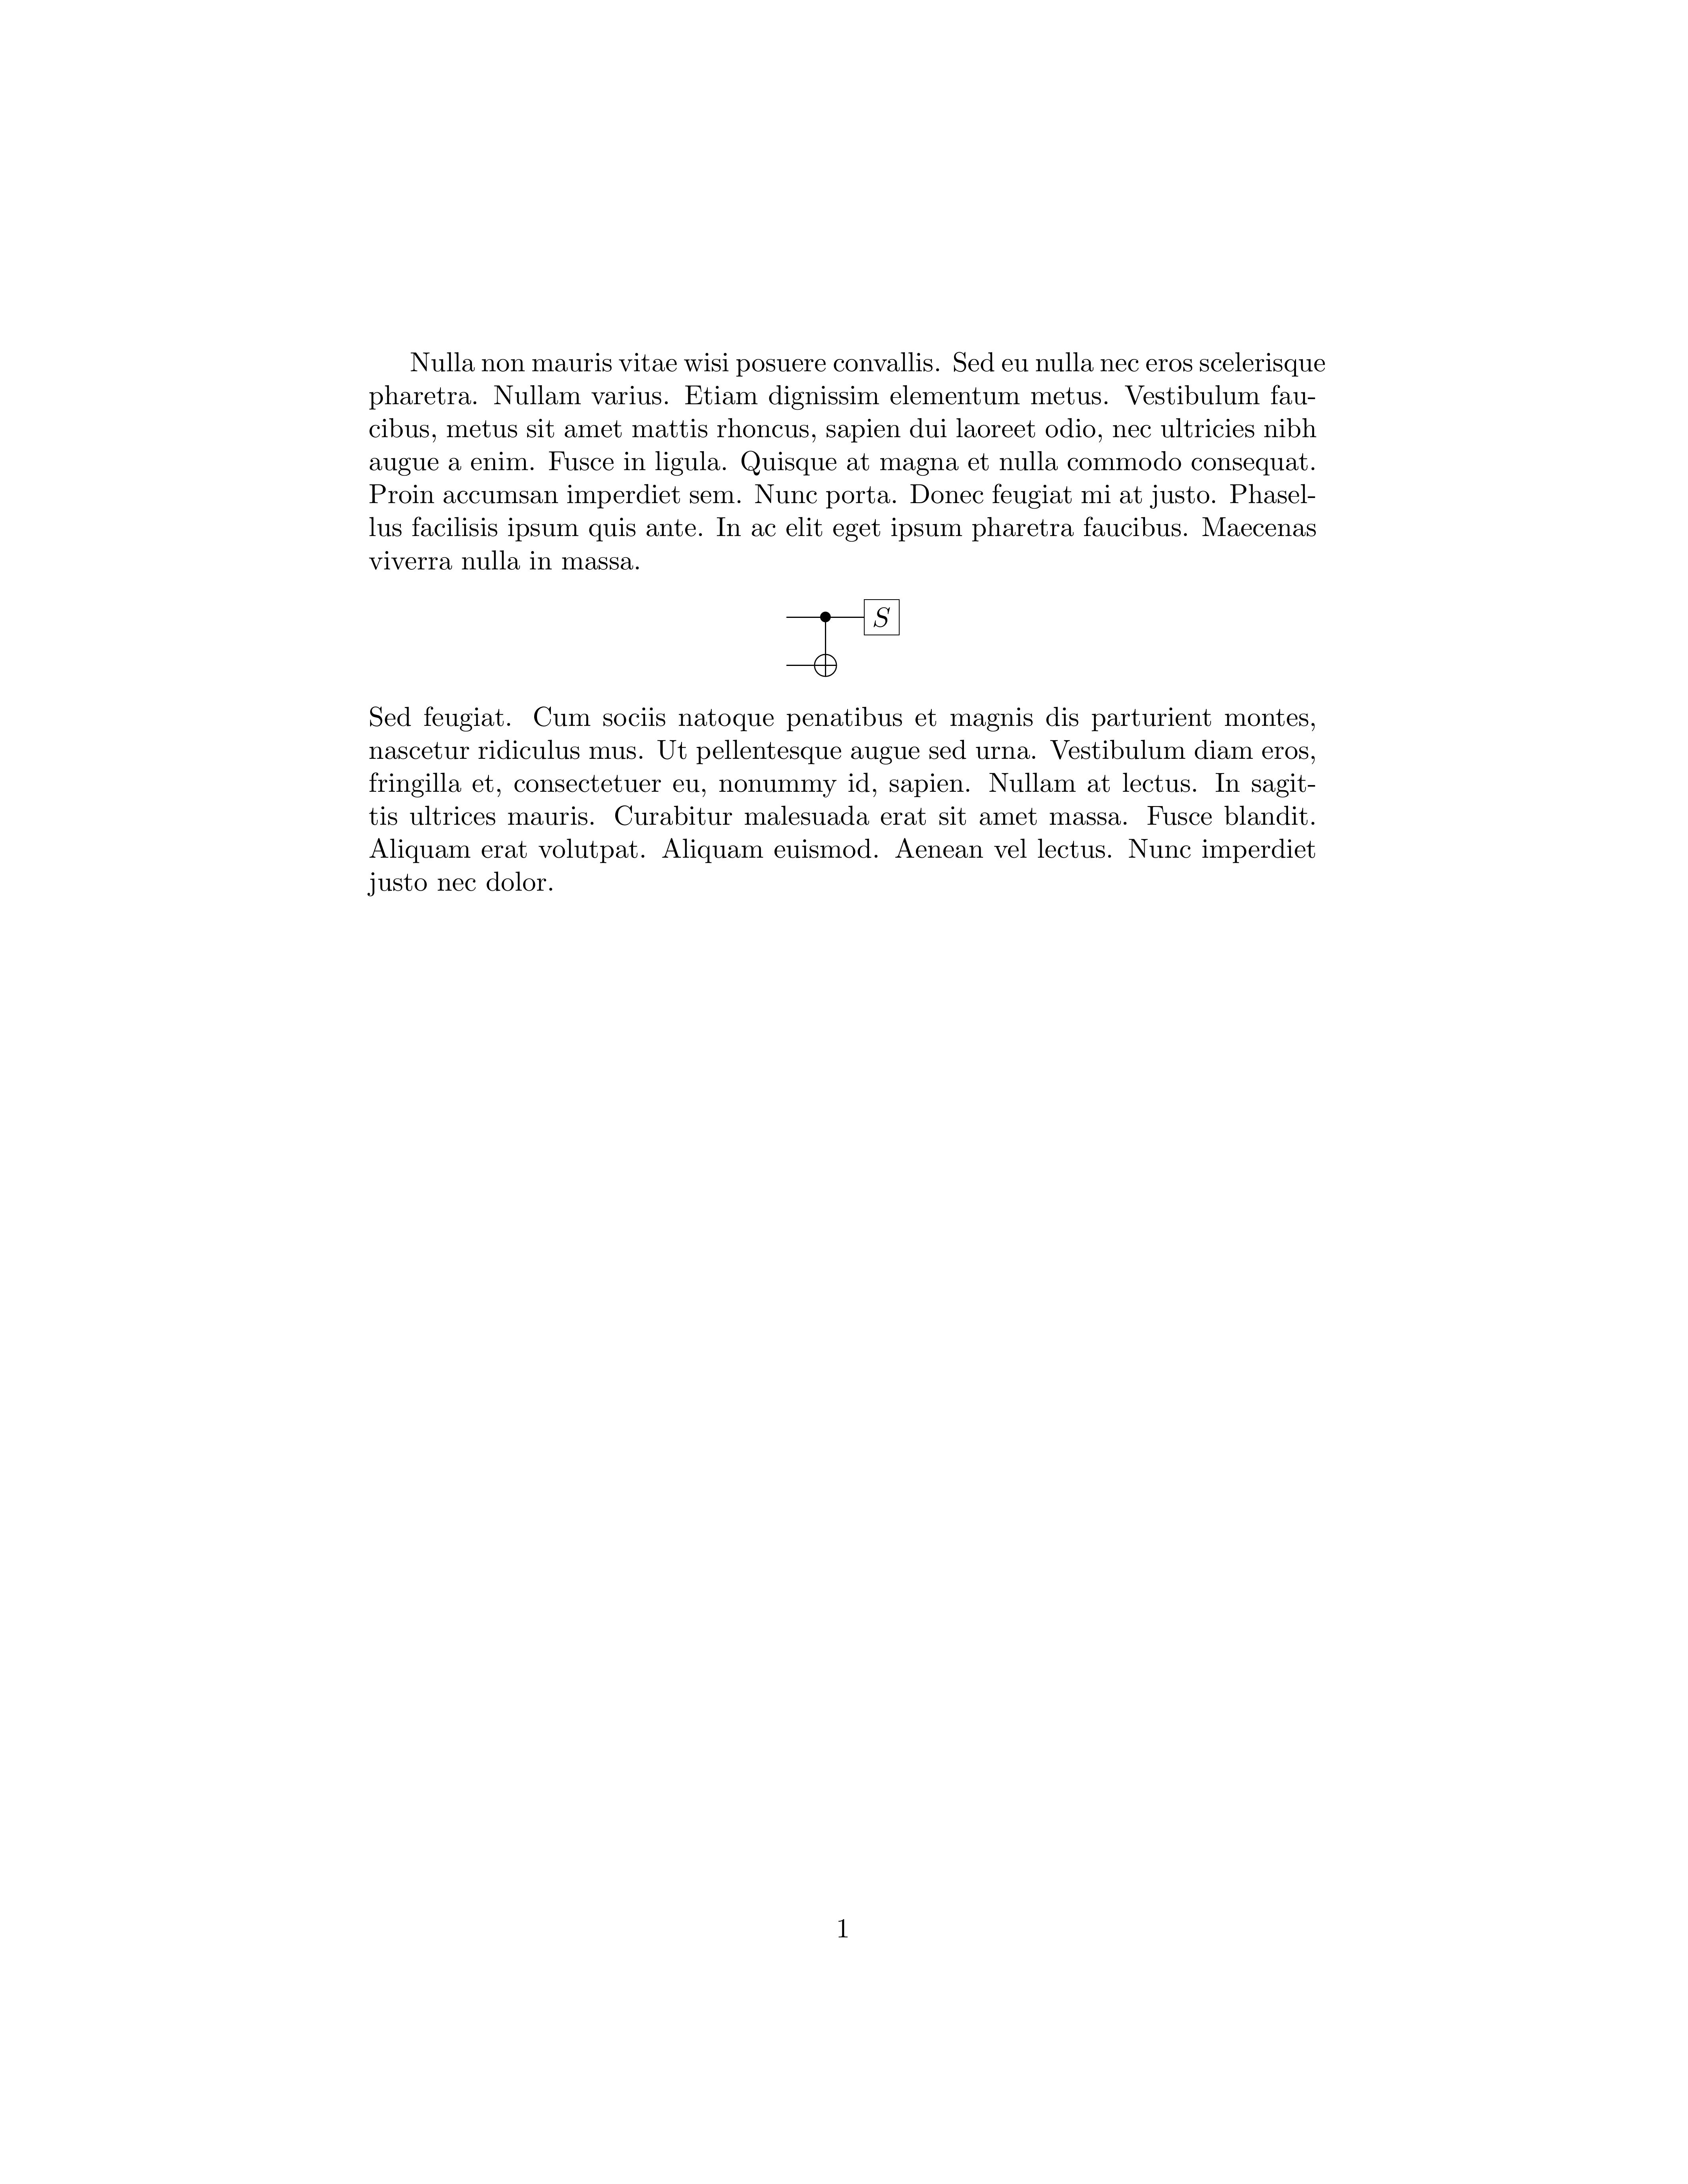 Nulla non mauris vitae wisi posuere convallis. Sed eu nulla nec eros scelerisque
pharetra. Nullam varius. Etiam dignissim elementum metus. Vestibulum fau-
cibus, metus sit amet mattis rhoncus, sapien dui laoreet odio, nec ultricies nibh
augue a enim. Fusce in ligula. Quisque at magna et nulla commodo consequat.
Proin accumsan imperdiet sem. Nunc porta. Donec feugiat mi at justo. Phasel-
lus facilisis ipsum quis ante. In ac elit eget ipsum pharetra faucibus. Maecenas
viverra nulla in massa.
S
Sed feugiat. Cum sociis natoque penatibus et magnis dis parturient montes,
nascetur ridiculus mus. Ut pellentesque augue sed urna. Vestibulum diam eros,
fringilla et, consectetuer eu, nonummy id, sapien. Nullam at lectus. In sagit-
tis ultrices mauris. Curabitur malesuada erat sit amet massa. Fusce blandit.
Aliquam erat volutpat. Aliquam euismod. Aenean vel lectus. Nunc imperdiet
justo nec dolor.
1